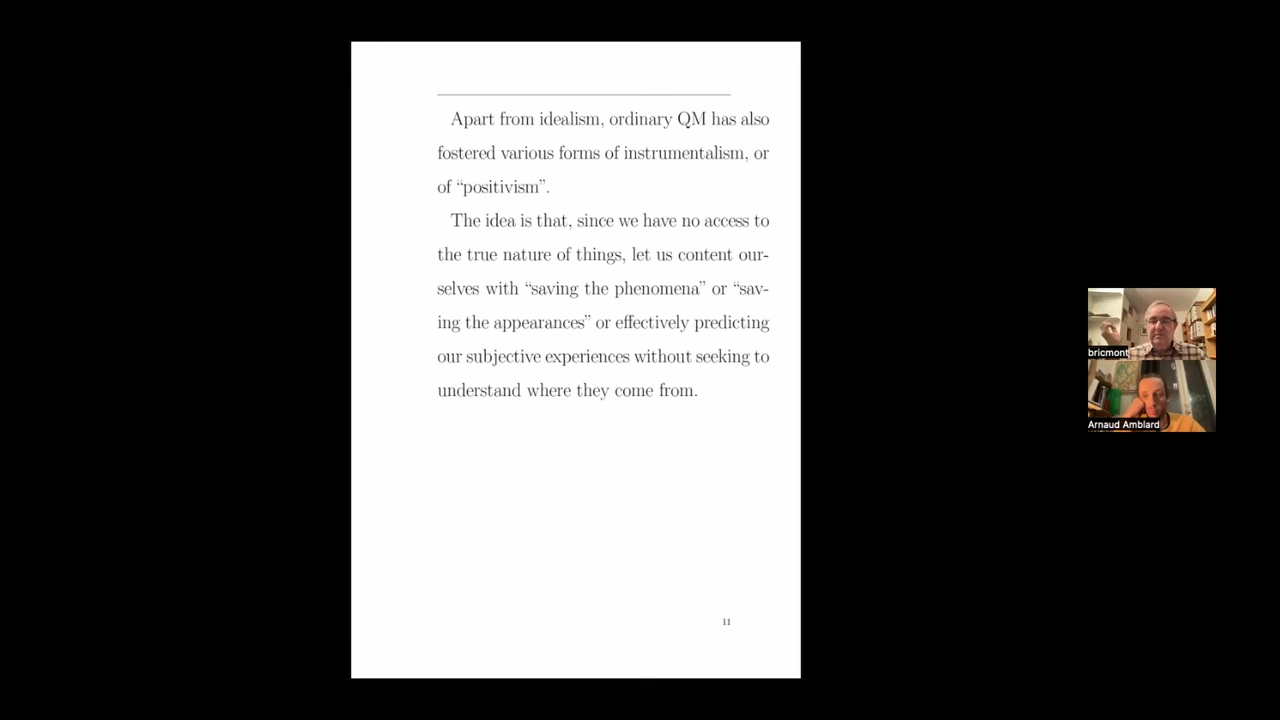 Apart from idealism, ordinary QM has also
fostered various forms of instrumentalism, or
of “positivism”.
The idea is that, since we have no access to
the true nature of things, let us content our-
selves with “saving the phenomena” or “sav-
ing the appearances” or effectively predicting
our subjective experiences without seeking to
understand where they come from.
11
bricmont
Arnaud Amblard